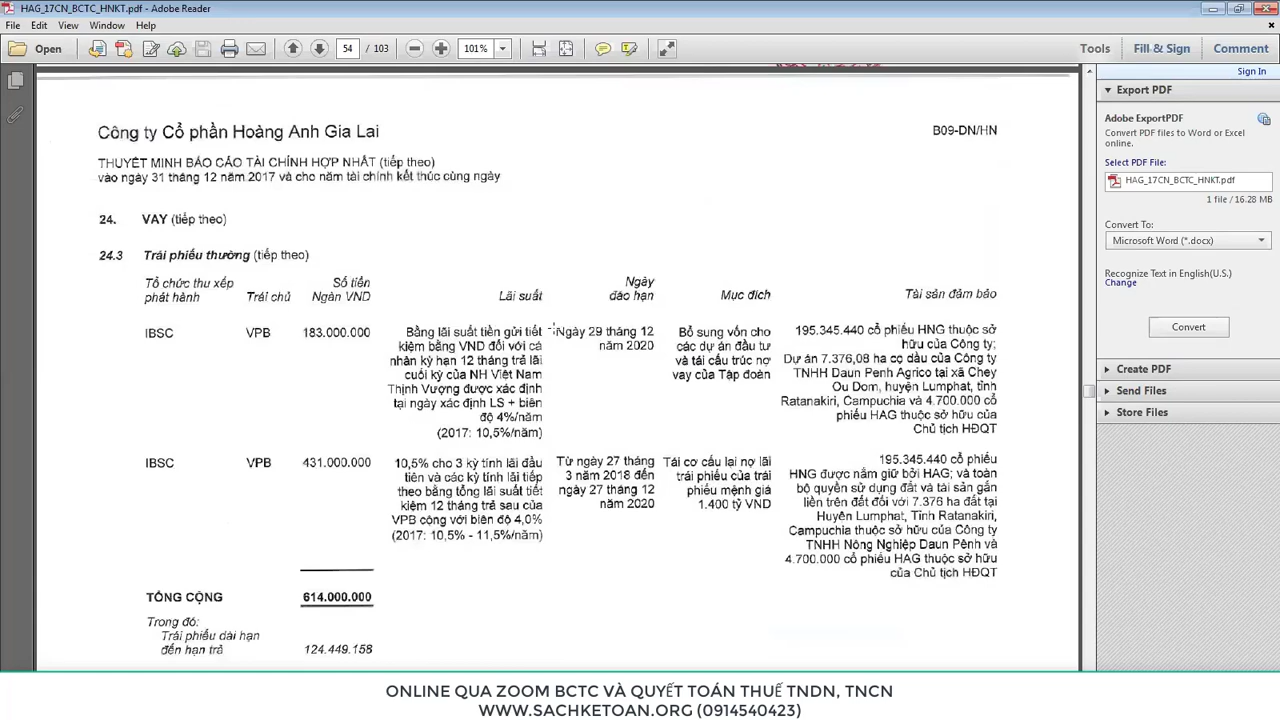 HAG_17CN_BCTC_HNKT.pdf - Adobe Reader
File Edit View Window Help
Open 54 / 103 101% Tools Fill & Sign Comment
Sign In
Export PDF
Adobe ExportPDF
Convert PDF files to Word or Excel online.
Select PDF File:
HAG_17CN_BCTC_HNKT.pdf
1 file / 16.28 MB
Convert To:
Microsoft Word (*.docx)
Recognize Text in English(U.S.)
Change
Convert
Create PDF
Send Files
Store Files
Công ty Cổ phần Hoàng Anh Gia Lai B09-DN/HN
THUYẾT MINH BÁO CÁO TÀI CHÍNH HỢP NHẤT (tiếp theo)
vào ngày 31 tháng 12 năm 2017 và cho năm tài chính kết thúc cùng ngày
24. VAY (tiếp theo)
24.3 Trái phiếu thường (tiếp theo)
Tổ chức thu xếp
phát hành
Trái chủ
Số tiền
Ngàn VND
Lãi suất
Ngày
đáo hạn
Mục đích
Tài sản đảm bảo
IBSC
VPB
183.000.000
Bằng lãi suất tiền gửi tiết
kiệm bằng VND đối với cá
nhân kỳ hạn 12 tháng trả lãi
cuối kỳ của NH Việt Nam
Thịnh Vượng được xác định
tại ngày xác định LS + biên
độ 4%/năm
(2017: 10,5%/năm)
Ngày 29 tháng 12
năm 2020
Bổ sung vốn cho
các dự án đầu tư
và tái cấu trúc nợ
vay của Tập đoàn
195.345.440 cổ phiếu HNG thuộc sở
hữu của Công ty;
Dự án 7.376,08 ha cọ dầu của Công ty
TNHH Daun Penh Agrico tại xã Chey
Ou Dom, huyện Lumphat, tỉnh
Ratanakiri, Campuchia và 4.700.000 cổ
phiếu HAG thuộc sở hữu của
Chủ tịch HĐQT
IBSC
VPB
431.000.000
10,5% cho 3 kỳ tính lãi đầu
tiên và các kỳ tính lãi tiếp
theo bằng tổng lãi suất tiết
kiệm 12 tháng trả sau của
VPB cộng với biên độ 4,0%
(2017: 10,5% - 11,5%/năm)
Từ ngày 27 tháng
3 năm 2018 đến
ngày 27 tháng 12
năm 2020
Tái cơ cấu lại nợ lãi
trái phiếu của trái
phiếu mệnh giá
1.400 tỷ VND
195.345.440 cổ phiếu
HNG được nắm giữ bởi HAG; và toàn
bộ quyền sử dụng đất và tài sản gắn
liền trên đất đối với 7.376 ha đất tại
Huyện Lumphat, Tỉnh Ratanakiri,
Campuchia thuộc sở hữu của Công ty
TNHH Nông Nghiệp Daun Pênh và
4.700.000 cổ phiếu HAG thuộc sở hữu
của Chủ tịch HĐQT
TỔNG CỘNG 614.000.000
Trong đó:
Trái phiếu dài hạn
đến hạn trả 124.449.158
ONLINE QUA ZOOM BCTC VÀ QUYẾT TOÁN THUẾ TNDN, TNCN
WWW.SACHKETOAN.ORG (0914540423)